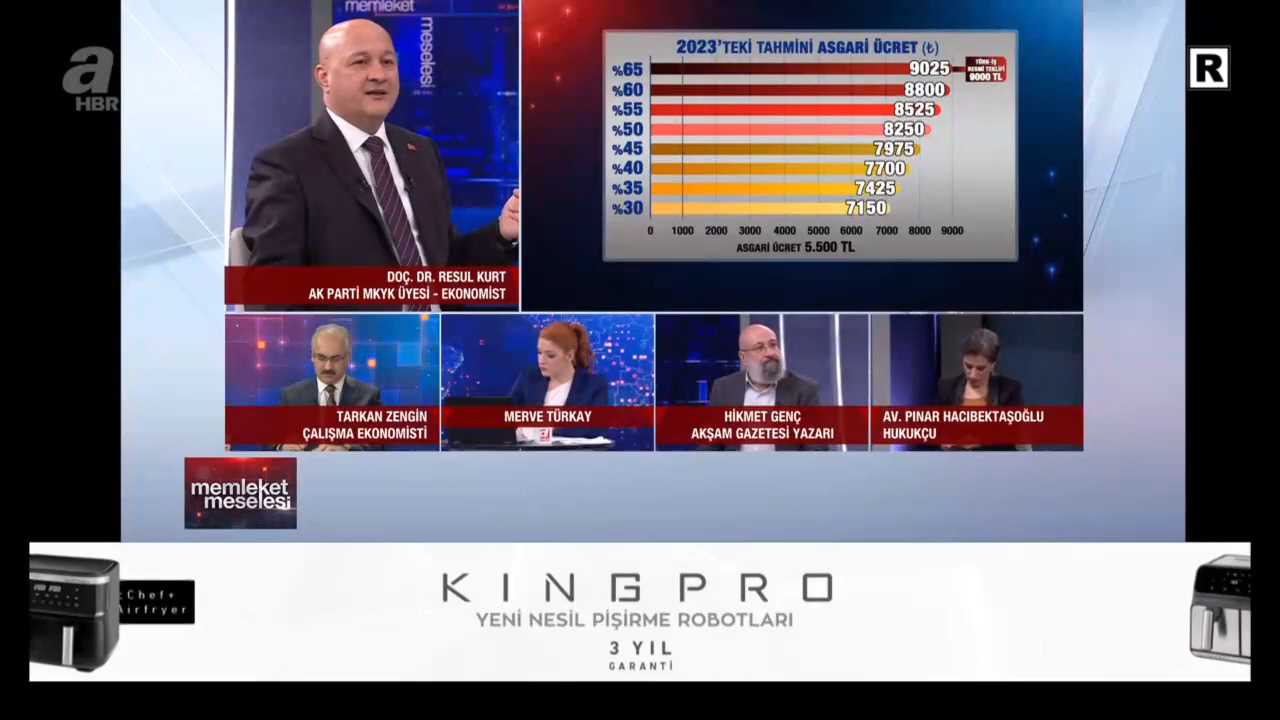 a
HBR
memleket
meselesi
2023'TEKİ TAHMİNİ ASGARİ ÜCRET (₺)
%65 9025 TÜRK-İŞ
RESMİ TEKLİFİ
9000 TL
%60 8800
%55 8525
%50 8250
%45 7975
%40 7700
%35 7425
%30 7150
0 1000 2000 3000 4000 5000 6000 7000 8000 9000
ASGARİ ÜCRET 5.500 TL
R
DOÇ. DR. RESUL KURT
AK PARTİ MKYK ÜYESİ - EKONOMİST
TARKAN ZENGİN
ÇALIŞMA EKONOMİSTİ
MERVE TÜRKAY
HİKMET GENÇ
AKŞAM GAZETESİ YAZARI
AV. PINAR HACIBEKTAŞOĞLU
HUKUKÇU
memleket
meselesi
:Chef+
Airfryer
KINGPRO
YENİ NESİL PİŞİRME ROBOTLARI
3 YIL
GARANTİ